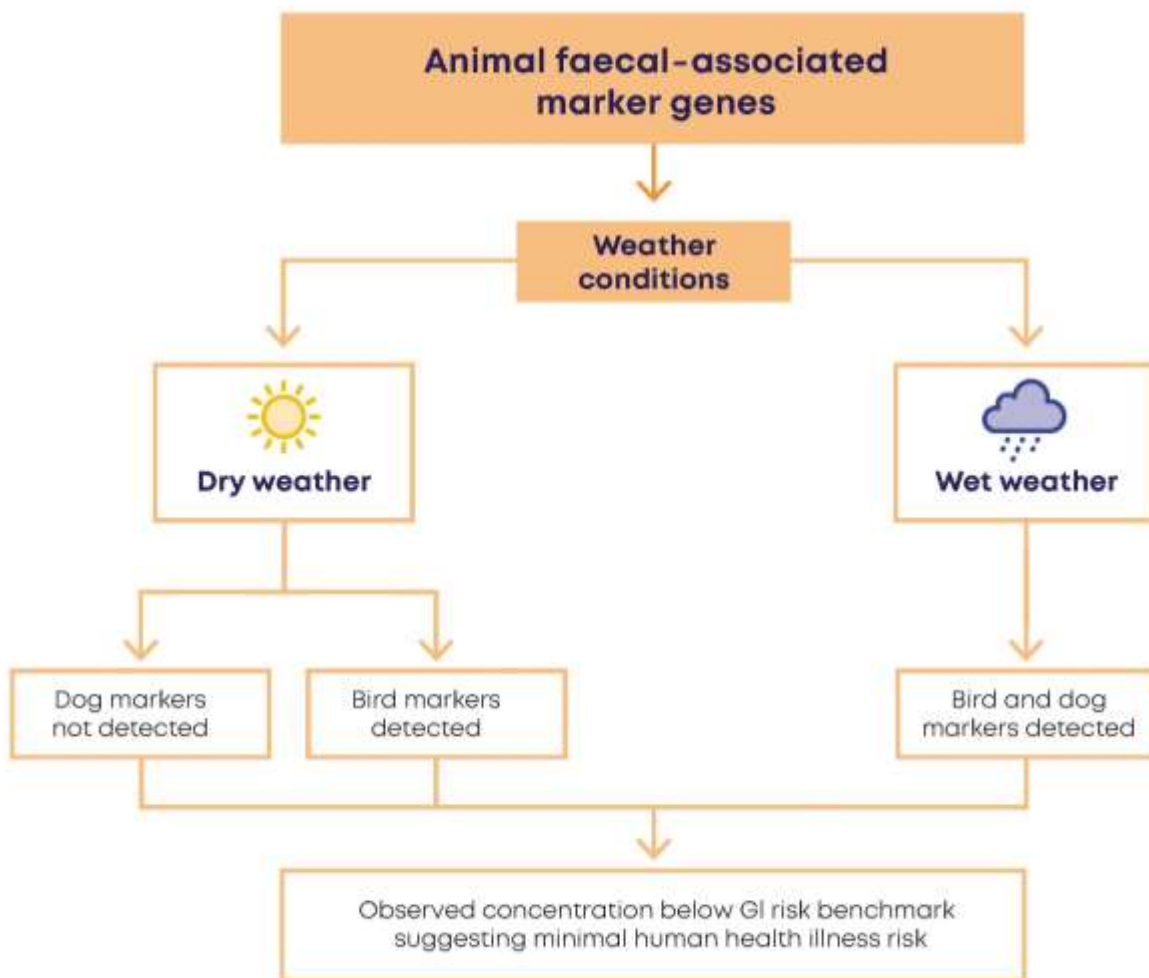 Animal faecal-associated
marker genes
Weather
conditions
Dry weather
Wet weather
Dog markers
not detected
Bird markers
detected
Bird and dog
markers detected
Observed concentration below GI risk benchmark
suggesting minimal human health illness risk